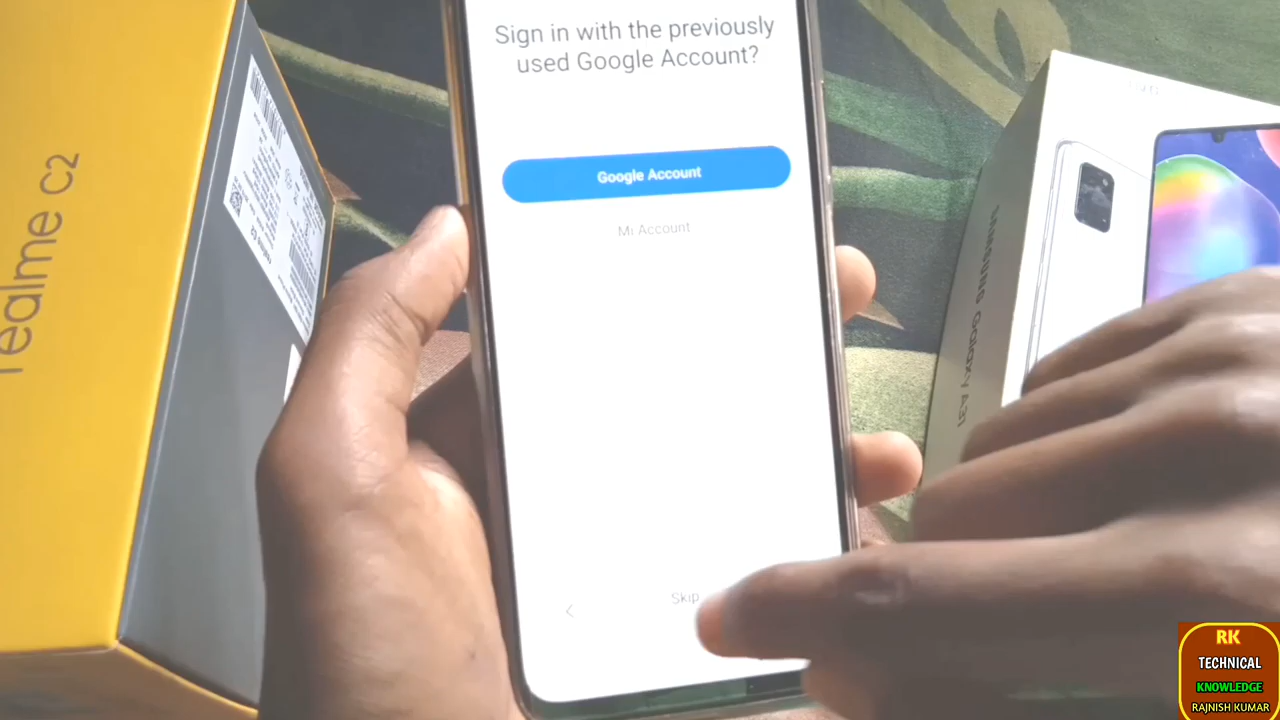 Sign in with the previously
used Google Account?
Google Account
Mi Account
Skip
realme C2
SAMSUNG Galaxy A31
RK
TECHNICAL
KNOWLEDGE
RAJNISH KUMAR